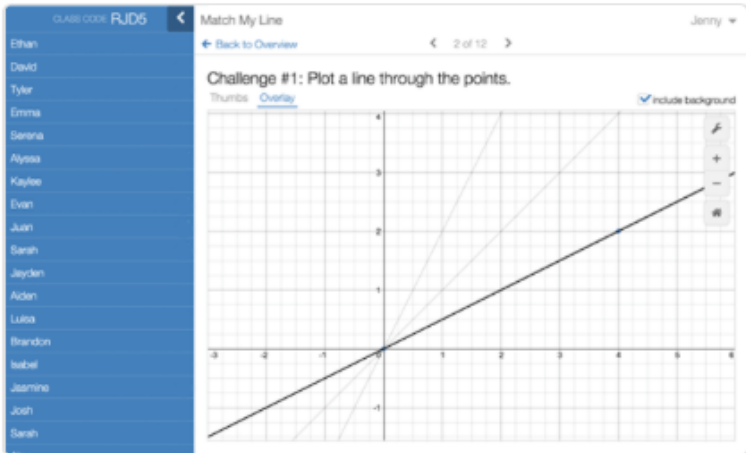 CLASS CODE RJD5
Match My Line
Jenny
Ethan
David
Tyler
Emma
Serena
Alyssa
Kaylee
Evan
Juan
Sarah
Jayden
Aiden
Luisa
Brandon
Isabel
Jasmine
Josh
Sarah
Back to Overview
2 of 12
Challenge #1: Plot a line through the points.
Thumbs Overlay
include background
4
3
2
1
-3 -2 -1 0 1 2 3 4 5 6
-1